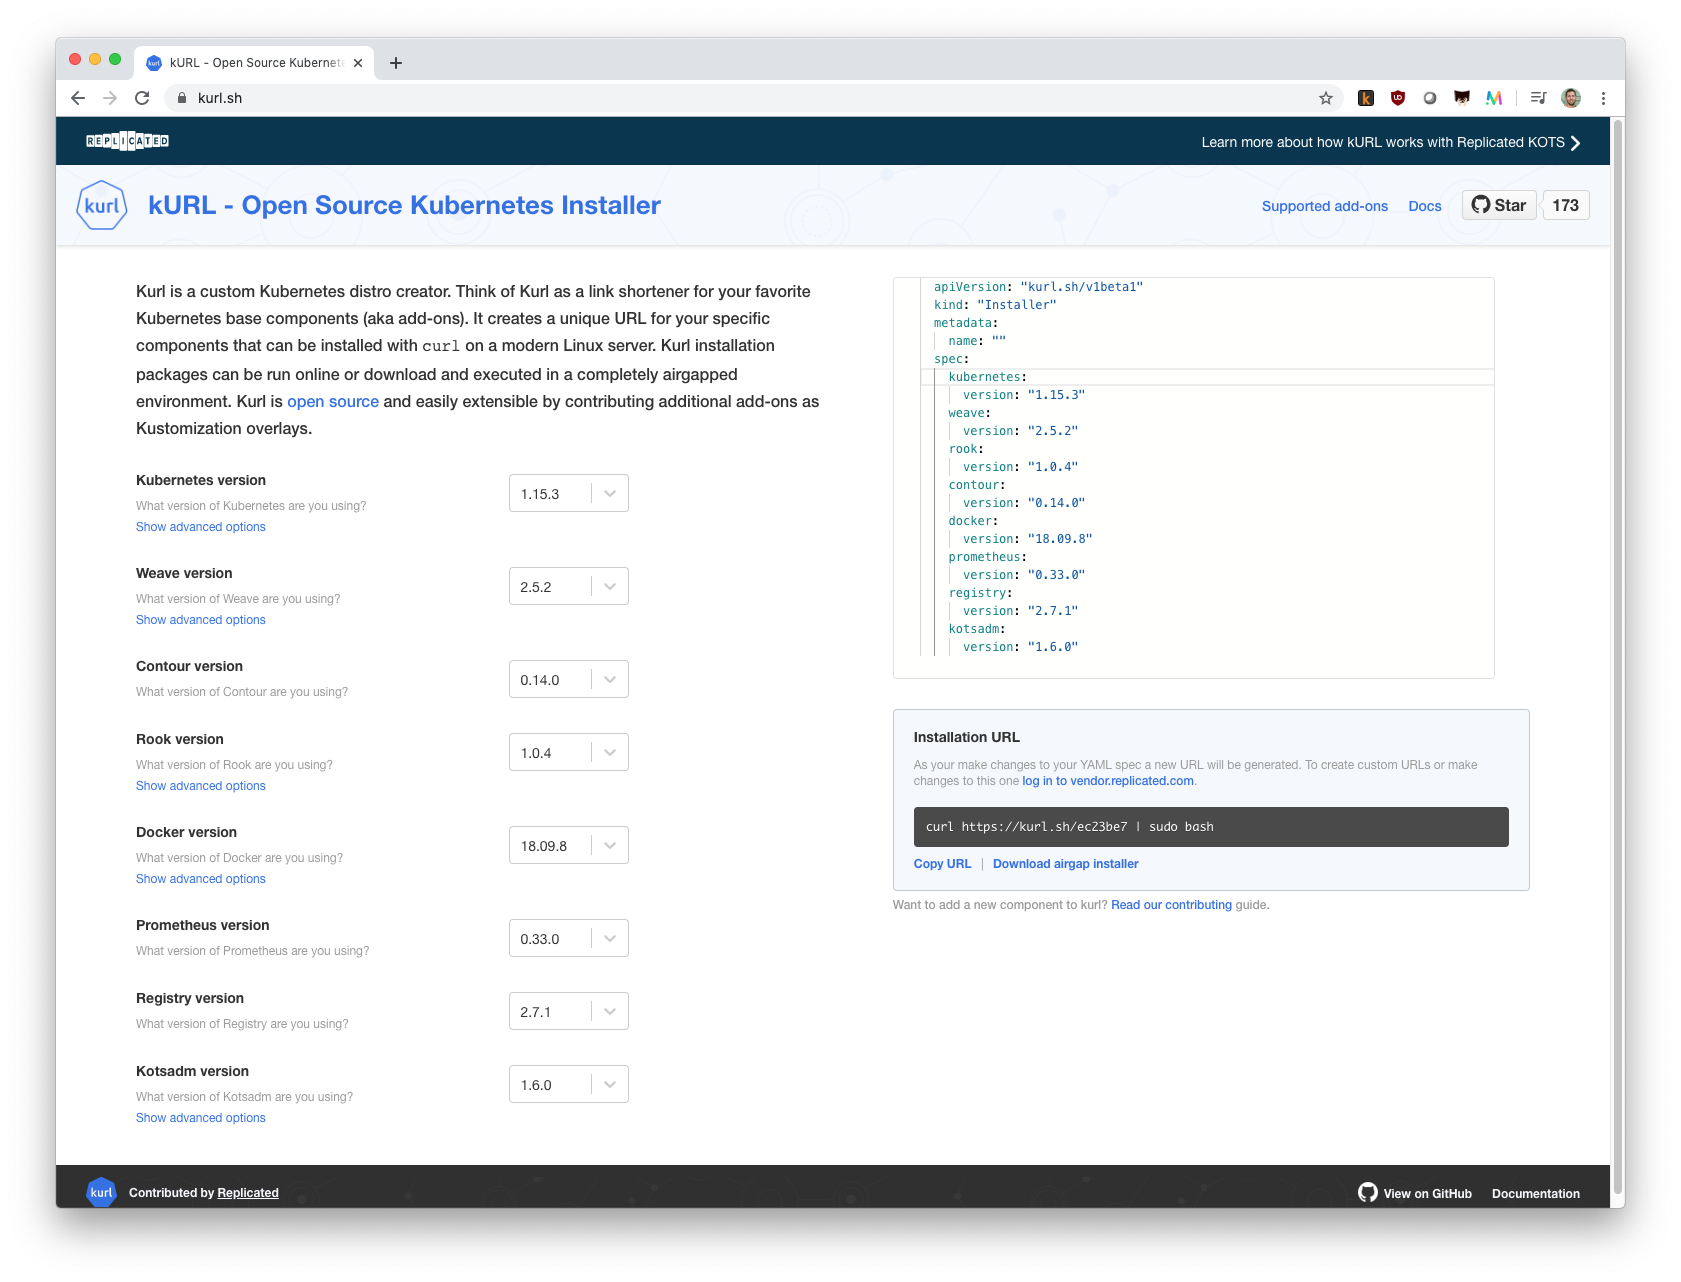 kURL - Open Source Kubernete
kurl.sh
REPLICATED
Learn more about how kURL works with Replicated KOTS
kurl
kURL - Open Source Kubernetes Installer
Supported add-ons
Docs
Star
173
Kurl is a custom Kubernetes distro creator. Think of Kurl as a link shortener for your favorite
Kubernetes base components (aka add-ons). It creates a unique URL for your specific
components that can be installed with curl on a modern Linux server. Kurl installation
packages can be run online or download and executed in a completely airgapped
environment. Kurl is open source and easily extensible by contributing additional add-ons as
Kustomization overlays.
Kubernetes version
What version of Kubernetes are you using?
Show advanced options
1.15.3
Weave version
What version of Weave are you using?
Show advanced options
2.5.2
Contour version
What version of Contour are you using?
0.14.0
Rook version
What version of Rook are you using?
Show advanced options
1.0.4
Docker version
What version of Docker are you using?
Show advanced options
18.09.8
Prometheus version
What version of Prometheus are you using?
0.33.0
Registry version
What version of Registry are you using?
2.7.1
Kotsadm version
What version of Kotsadm are you using?
Show advanced options
1.6.0
apiVersion: "kurl.sh/v1beta1"
kind: "Installer"
metadata:
name: ""
spec:
kubernetes:
version: "1.15.3"
weave:
version: "2.5.2"
rook:
version: "1.0.4"
contour:
version: "0.14.0"
docker:
version: "18.09.8"
prometheus:
version: "0.33.0"
registry:
version: "2.7.1"
kotsadm:
version: "1.6.0"
Installation URL
As your make changes to your YAML spec a new URL will be generated. To create custom URLs or make
changes to this one log in to vendor.replicated.com.
curl https://kurl.sh/ec23be7 | sudo bash
Copy URL | Download airgap installer
Want to add a new component to kurl? Read our contributing guide.
kurl
Contributed by Replicated
View on GitHub
Documentation